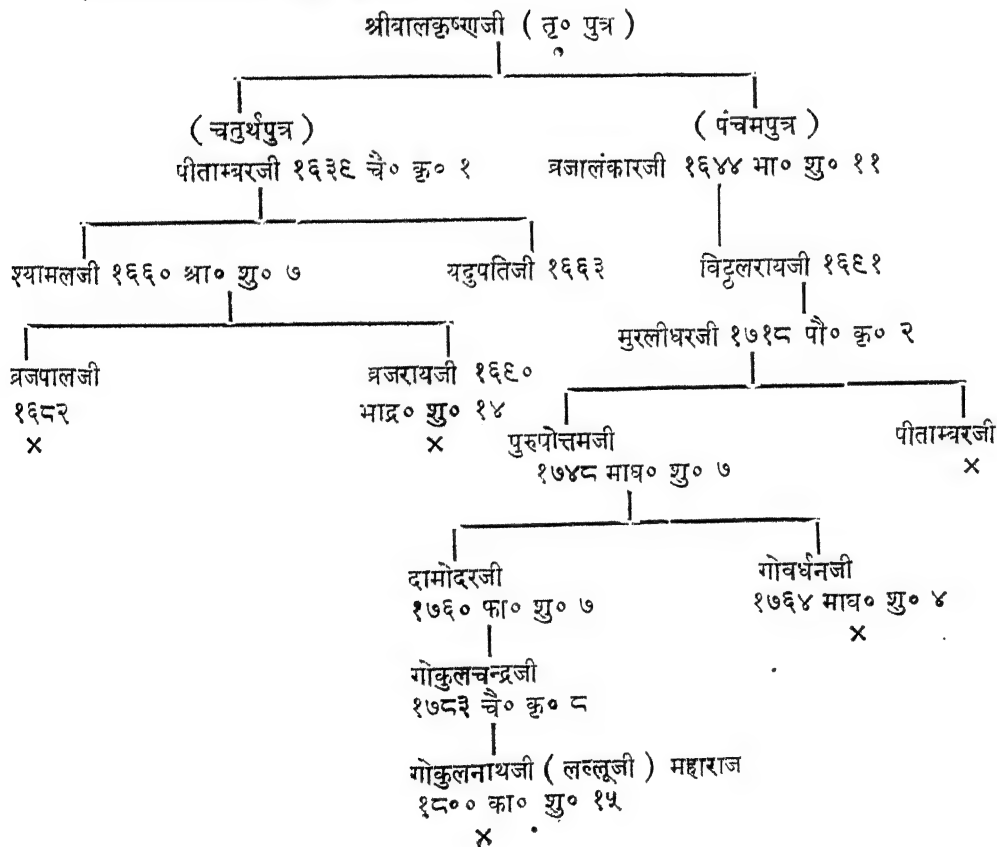 श्रीबालकृष्णजी ( तृ० पुत्र )
( चतुर्थपुत्र ) ( पंचमपुत्र )
पीताम्बरजी १६३९ चै० कृ० १ व्रजालंकारजी १६४४ भा० शु० ११
श्यामलजी १६६० श्रा० शु० ७ यदुपतिजी १६६३ विट्ठलरायजी १६९१
मुरलीधरजी १७१८ पौ० कृ० २
व्रजपालजी व्रजरायजी १६९०
१६८२ भाद्र० शु० १४
× ×
पुरुषोत्तमजी पीताम्बरजी
१७४८ माघ० शु० ७ ×
दामोदरजी गोवर्धनजी
१७६० फा० शु० ७ १७६४ माघ० शु० ४
×
गोकुलचन्द्रजी
१७८३ चै० कृ० ८
गोकुलनाथजी ( लल्लूजी ) महाराज
१८०० का० शु० १५
×